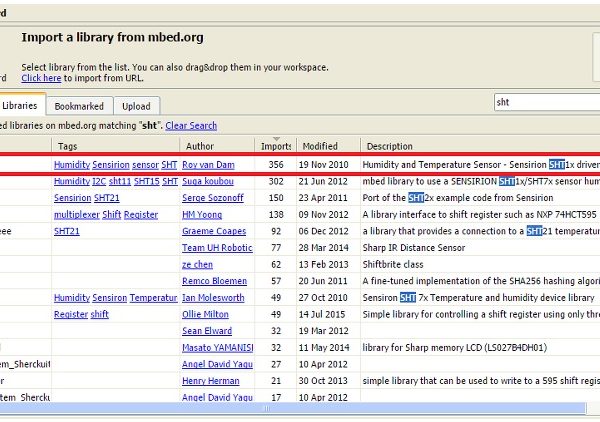 rd
Import a library from mbed.org
Select library from the list. You can also drag&drop them in your workspace.
rd Click here to import from URL.
Libraries Bookmarked Upload sht
ed libraries on mbed.org matching "sht". Clear Search
Tags Author Imports Modified Description
Humidity Sensirion sensor SHT Roy van Dam 356 19 Nov 2010 Humidity and Temperature Sensor - Sensirion SHT1x driver
Humidity I2C sht11 SHT15 SHT Suga koubou 302 21 Jun 2012 mbed library to use a SENSIRION SHT1x/SHT7x sensor hum
Sensirion SHT21 Serge Sozonoff 150 23 Apr 2011 Port of the SHT2x example code from Sensirion
multiplexer Shift Register HM Yoong 138 09 Nov 2012 A library interface to shift register such as NXP 74HCT595
eee SHT21 Graeme Coapes 92 06 Dec 2012 a library that provides a connection to a SHT21 temperatur
Team UH Robotic 77 28 Mar 2014 Sharp IR Distance Sensor
ze chen 62 13 Feb 2013 Shiftbrite class
Remco Bloemen 57 20 Jun 2011 A fine-tuned implementation of the SHA256 hashing algorit
Humidity Sensiron Temperatur Ian Molesworth 49 27 Oct 2010 Sensiron SHT 7x Temperature and humidity device library
Register shift Ollie Milton 49 14 Jul 2015 Simple library for controlling a shift register using only thre
Sean Elward 32 19 Mar 2012
Masato YAMANISI 32 11 May 2014 library for Sharp memory LCD (LS027B4DH01)
tem_Sherckuit Angel David Yagu 27 10 Apr 2012
or Henry Herman 21 30 Oct 2013 simple library that can be used to write to a 595 shift regis
stem_Sherckui Angel David Yagu 17 10 Apr 2012